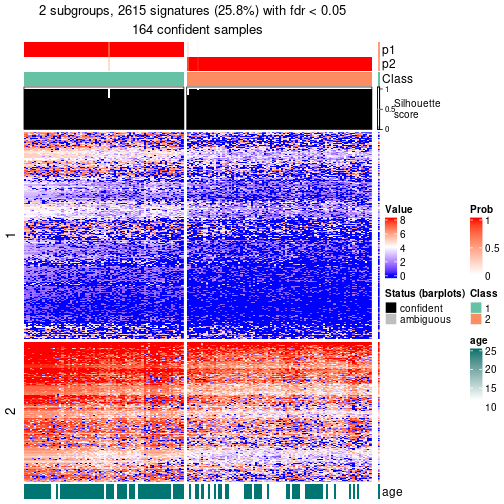 2 subgroups, 2615 signatures (25.8%) with fdr < 0.05
164 confident samples
p1
p2
Class
1
0.5
0
Silhouette
score
1
2
age
Value
8
6
4
2
0
Prob
1
0.5
0
Status (barplots)
confident
ambiguous
Class
1
2
age
25
20
15
10